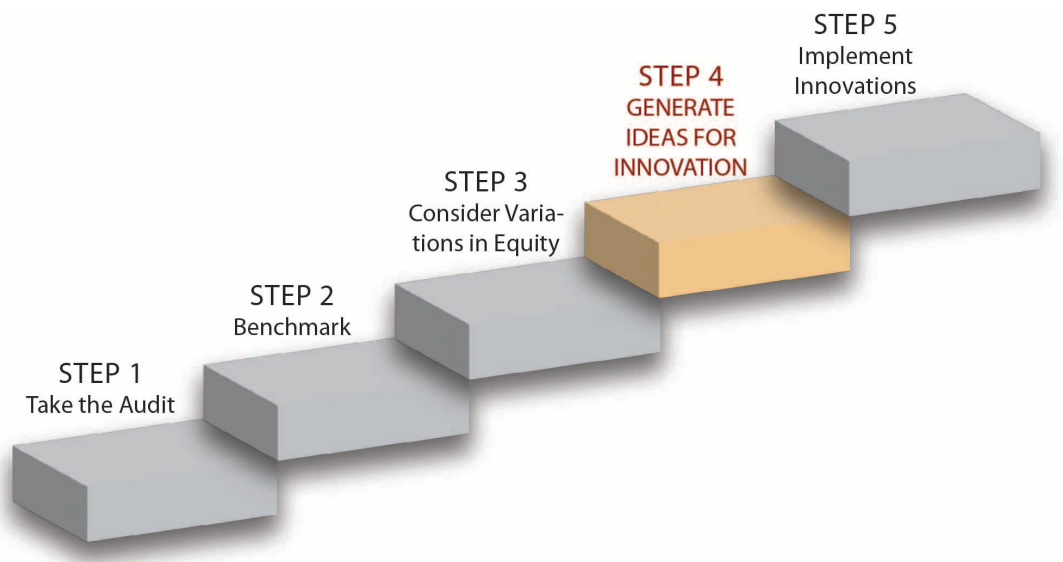 STEP 1
Take the Audit
STEP 2
Benchmark
STEP 3
Consider Varia-
tions in Equity
STEP 4
GENERATE
IDEAS FOR
INNOVATION
STEP 5
Implement
Innovations